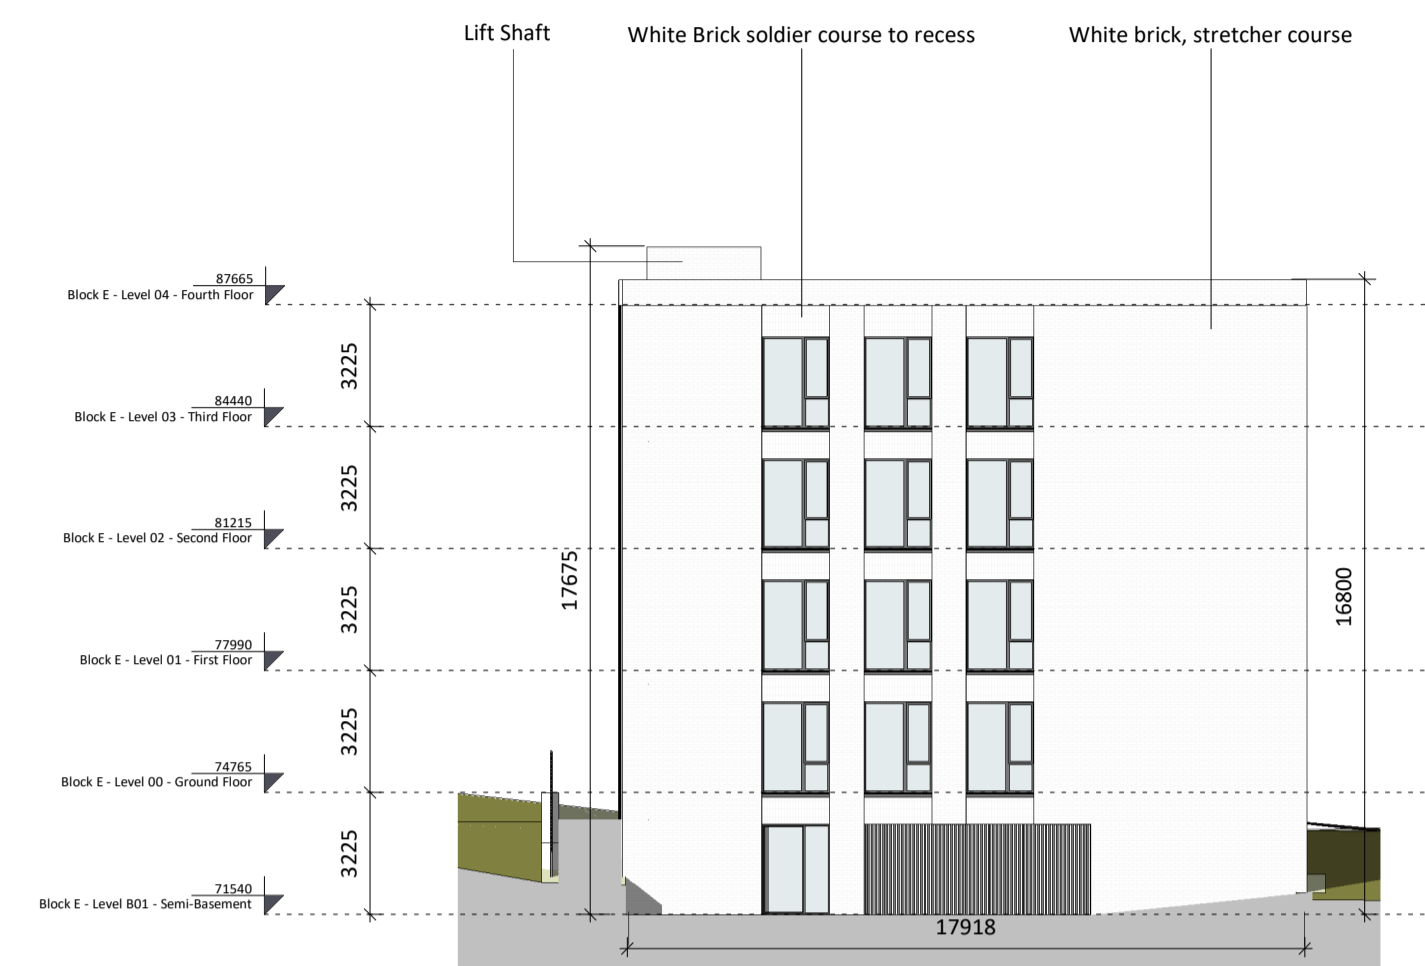 Lift Shaft
White Brick soldier course to recess
White brick, stretcher course
87665
Block E - Level 04 - Fourth Floor
3225
84440
Block E - Level 03 - Third Floor
3225
81215
Block E - Level 02 - Second Floor
17675
16800
3225
77990
Block E - Level 01 - First Floor
3225
74765
Block E - Level 00 - Ground Floor
3225
71540
Block E - Level B01 - Semi-Basement
17918